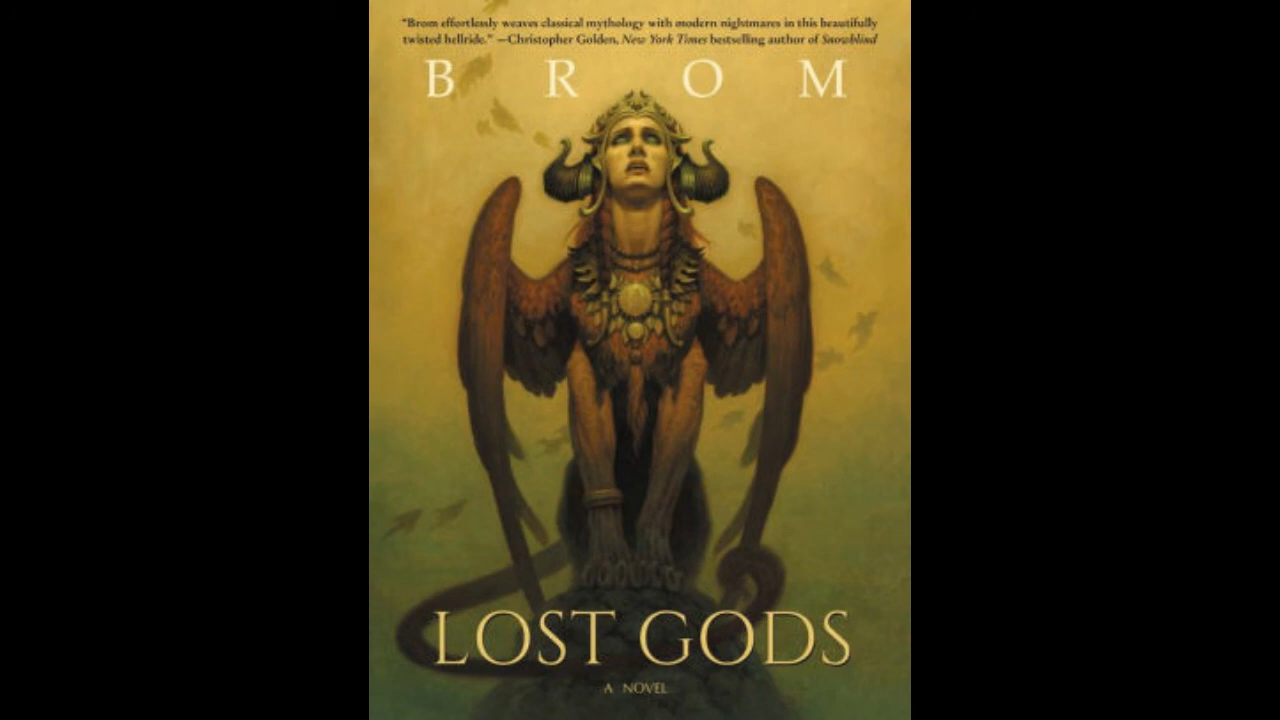 "Brom effortlessly weaves classical mythology with modern nightmares in this beautifully
twisted hellride." —Christopher Golden, New York Times bestselling author of Snowblind
BROM
LOST GODS
A NOVEL